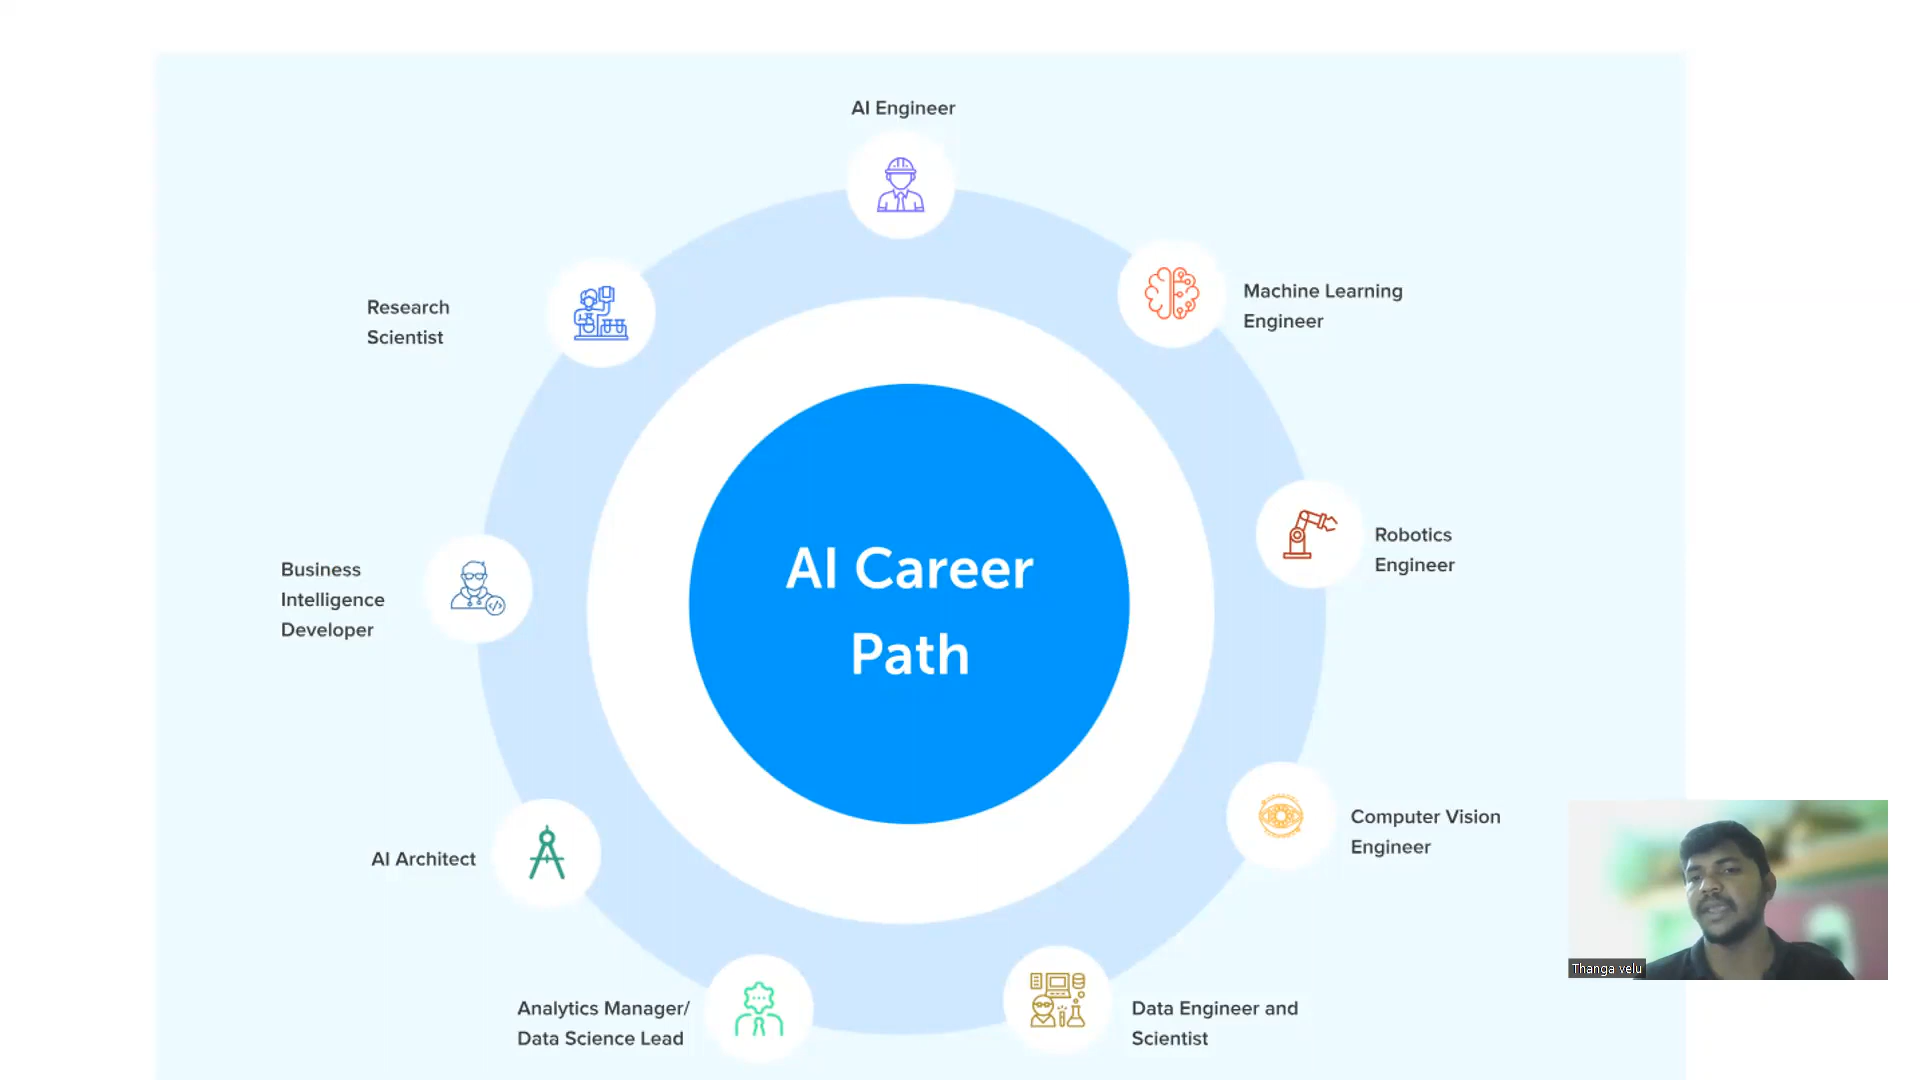 AI Engineer
Machine Learning
Engineer
Research
Scientist
Robotics
Engineer
AI Career
Path
Business
Intelligence
Developer
Computer Vision
Engineer
AI Architect
Thanga velu
Analytics Manager/
Data Science Lead
Data Engineer and
Scientist